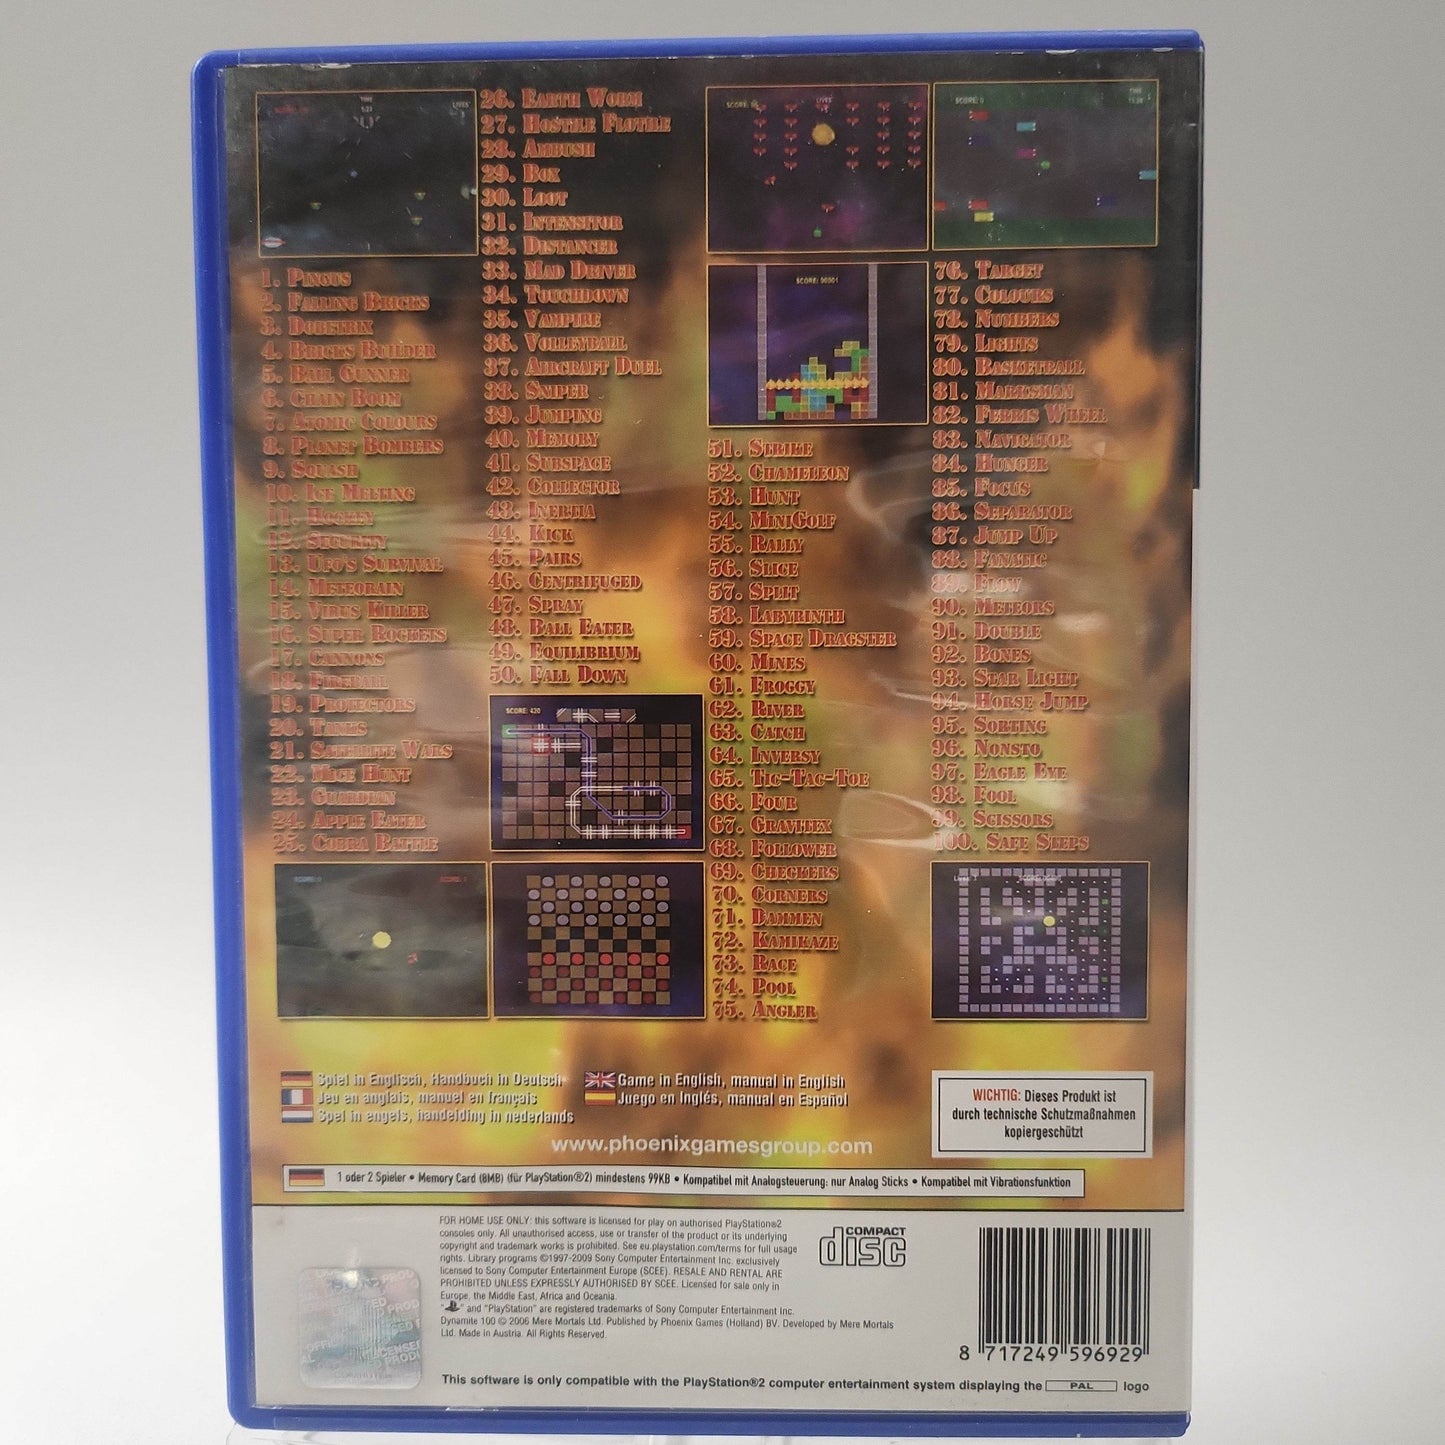 TIME
LIVES
1. Pingus
2. Falling Bricks
3. Dobetrix
4. Bricks Builder
5. Ball Gunner
6. Chain Boom
7. Atomic Colours
8. Planet Bombers
9. Squash
10. Ice Melting
11. Hockey
12. Security
13. Ufo's Survival
14. Meteorain
15. Virus Killer
16. Super Rockets
17. Cannons
18. Fireball
19. Protectors
20. Tanks
21. Satellite Wars
22. Mice Hunt
23. Guardian
24. Apple Eater
25. Cobra Battle
26. Earth Worm
27. Hostile Flotile
28. Ambush
29. Box
30. Loot
31. Intensitor
32. Distancer
33. Mad Driver
34. Touchdown
35. Vampire
36. Volleyball
37. Aircraft Duel
38. Sniper
39. Jumping
40. Memory
41. Subspace
42. Collector
43. Inertia
44. Kick
45. Pairs
46. Centrifuged
47. Spray
48. Ball Eater
49. Equilibrium
50. Fall Down
SCORE: 420
LIVES
SCORE: 0
TIME
SCORE: 00001
51. Strike
52. Chameleon
53. Hunt
54. MiniGolf
55. Rally
56. Slice
57. Split
58. Labyrinth
59. Space Dragster
60. Mines
61. Froggy
62. River
63. Catch
64. Inversy
65. Tic-Tac-Toe
66. Four
67. Gravitex
68. Follower
69. Checkers
70. Corners
71. Dammen
72. Kamikaze
73. Race
74. Pool
75. Angler
76. Target
77. Colours
78. Numbers
79. Lights
80. Basketball
81. Marksman
82. Ferris Wheel
83. Navigator
84. Hunger
85. Focus
86. Separator
87. Jump Up
88. Fanatic
89. Flow
90. Meteors
91. Double
92. Bones
93. Star Light
94. Horse Jump
95. Sorting
96. Nonsto
97. Eagle Eye
98. Fool
99. Scissors
100. Safe Steps
Spiel in Englisch, Handbuch in Deutsch
Jeu en anglais, manuel en français
Spel in engels, handeiding in nederlands
Game in English, manual in English
Juego en Inglés, manual en Español
www.phoenixgamesgroup.com
WICHTIG: Dieses Produkt ist
durch technische Schutzmaßnahmen
kopiergeschützt
1 oder 2 Spieler • Memory Card (8MB) (für PlayStation®2) mindestens 99KB • Kompatibel mit Analogsteuerung: nur Analog Sticks • Kompatibel mit Vibrationsfunktion
FOR HOME USE ONLY: this software is licensed for play on authorised PlayStation®2
consoles only. All unauthorised access, use or transfer of the product or its underlying
copyright and trademark works is prohibited. See eu.playstation.com/terms for full usage
rights. Library programs ©1997-2009 Sony Computer Entertainment Inc. exclusively
licensed to Sony Computer Entertainment Europe (SCEE). RESALE AND RENTAL ARE
PROHIBITED UNLESS EXPRESSLY AUTHORISED BY SCEE. Licensed for sale only in
Europe, the Middle East, Africa and Oceania.
" " and "PlayStation" are registered trademarks of Sony Computer Entertainment Inc.
Dynamite 100 © 2006 Mere Mortals Ltd. Published by Phoenix Games (Holland) BV. Developed by Mere Mortals
Ltd. Made in Austria. All Rights Reserved.
COMPACT
disc
8 717249 596929
This software is only compatible with the PlayStation®2 computer entertainment system displaying the PAL logo